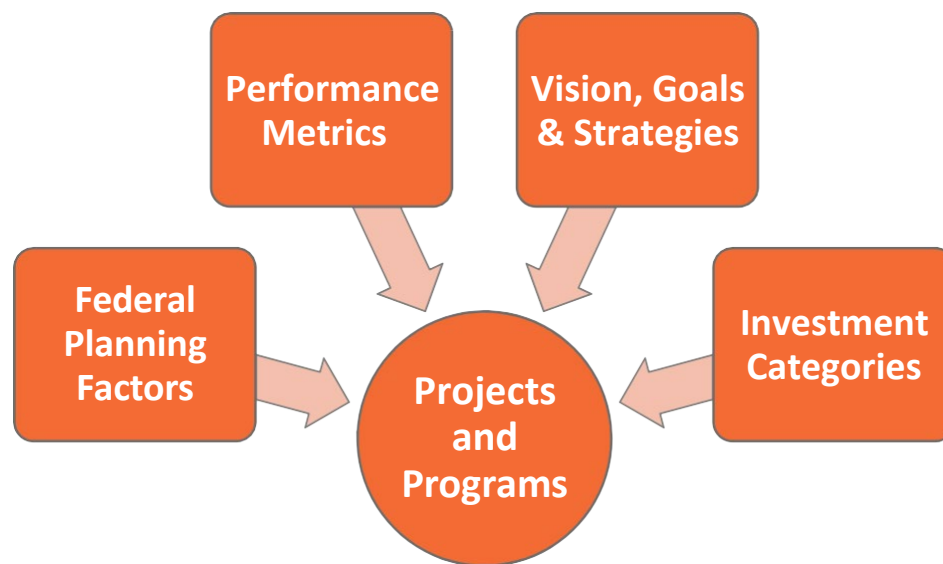 Performance
Metrics
Vision, Goals
& Strategies
Federal
Planning
Factors
Investment
Categories
Projects
and
Programs